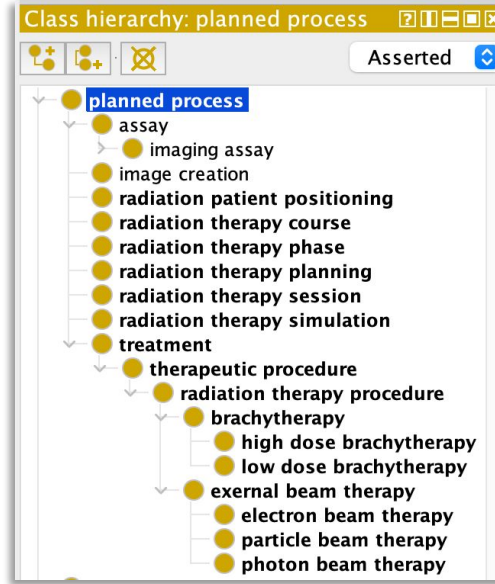 Class hierarchy: planned process
Asserted
planned process
assay
imaging assay
image creation
radiation patient positioning
radiation therapy course
radiation therapy phase
radiation therapy planning
radiation therapy session
radiation therapy simulation
treatment
therapeutic procedure
radiation therapy procedure
brachytherapy
high dose brachytherapy
low dose brachytherapy
exernal beam therapy
electron beam therapy
particle beam therapy
photon beam therapy